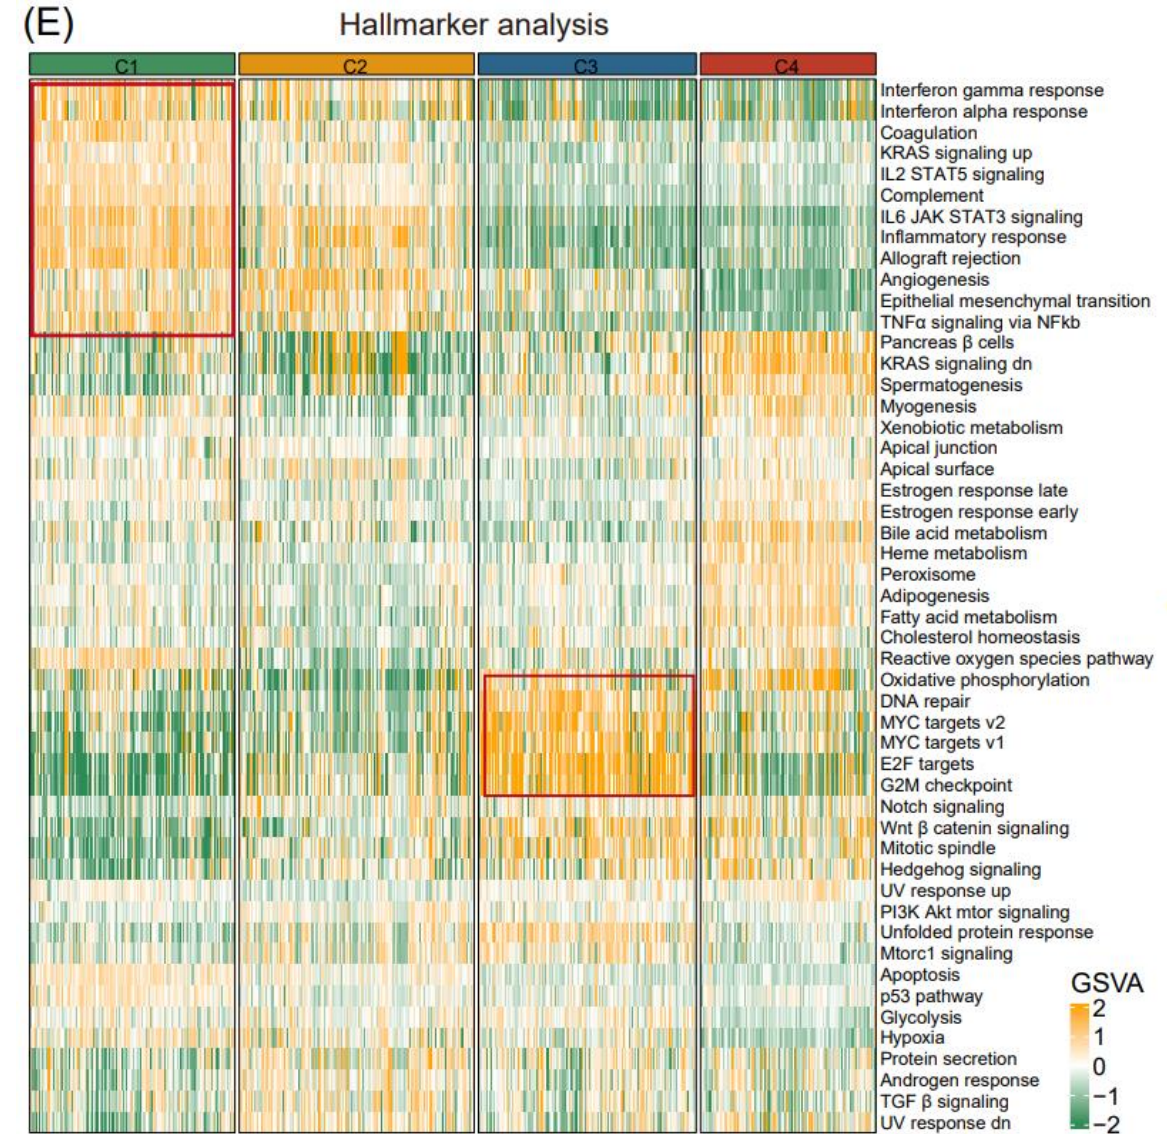 (E)
Hallmarker analysis
C1 C2 C3 C4
Interferon gamma response
Interferon alpha response
Coagulation
KRAS signaling up
IL2 STAT5 signaling
Complement
IL6 JAK STAT3 signaling
Inflammatory response
Allograft rejection
Angiogenesis
Epithelial mesenchymal transition
TNFα signaling via NFkb
Pancreas β cells
KRAS signaling dn
Spermatogenesis
Myogenesis
Xenobiotic metabolism
Apical junction
Apical surface
Estrogen response late
Estrogen response early
Bile acid metabolism
Heme metabolism
Peroxisome
Adipogenesis
Fatty acid metabolism
Cholesterol homeostasis
Reactive oxygen species pathway
Oxidative phosphorylation
DNA repair
MYC targets v2
MYC targets v1
E2F targets
G2M checkpoint
Notch signaling
Wnt β catenin signaling
Mitotic spindle
Hedgehog signaling
UV response up
PI3K Akt mtor signaling
Unfolded protein response
Mtorc1 signaling
Apoptosis
p53 pathway
Glycolysis
Hypoxia
Protein secretion
Androgen response
TGF β signaling
UV response dn
GSVA
2
1
0
−1
−2